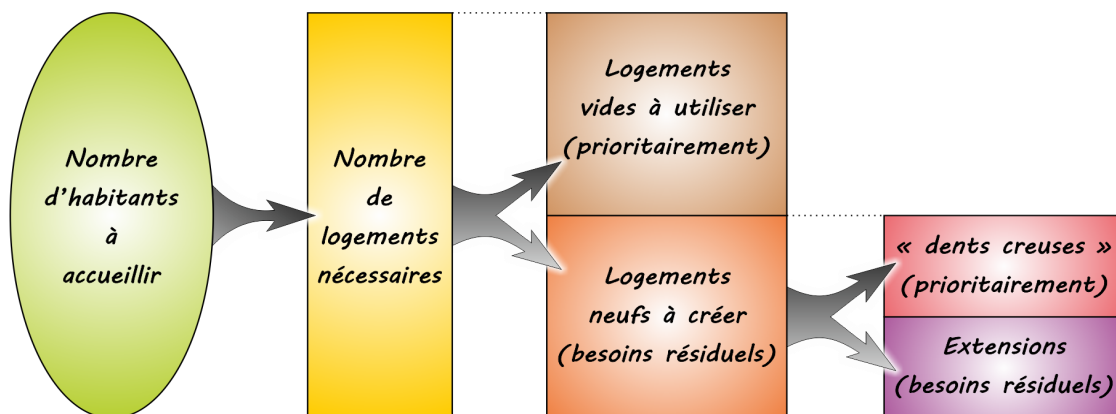 Nombre
d'habitants
à
accueillir
Nombre
de
logements
nécessaires
Logements
vides à utiliser
(prioritairement)
Logements
neufs à créer
(besoins résiduels)
« dents creuses »
(prioritairement)
Extensions
(besoins résiduels)